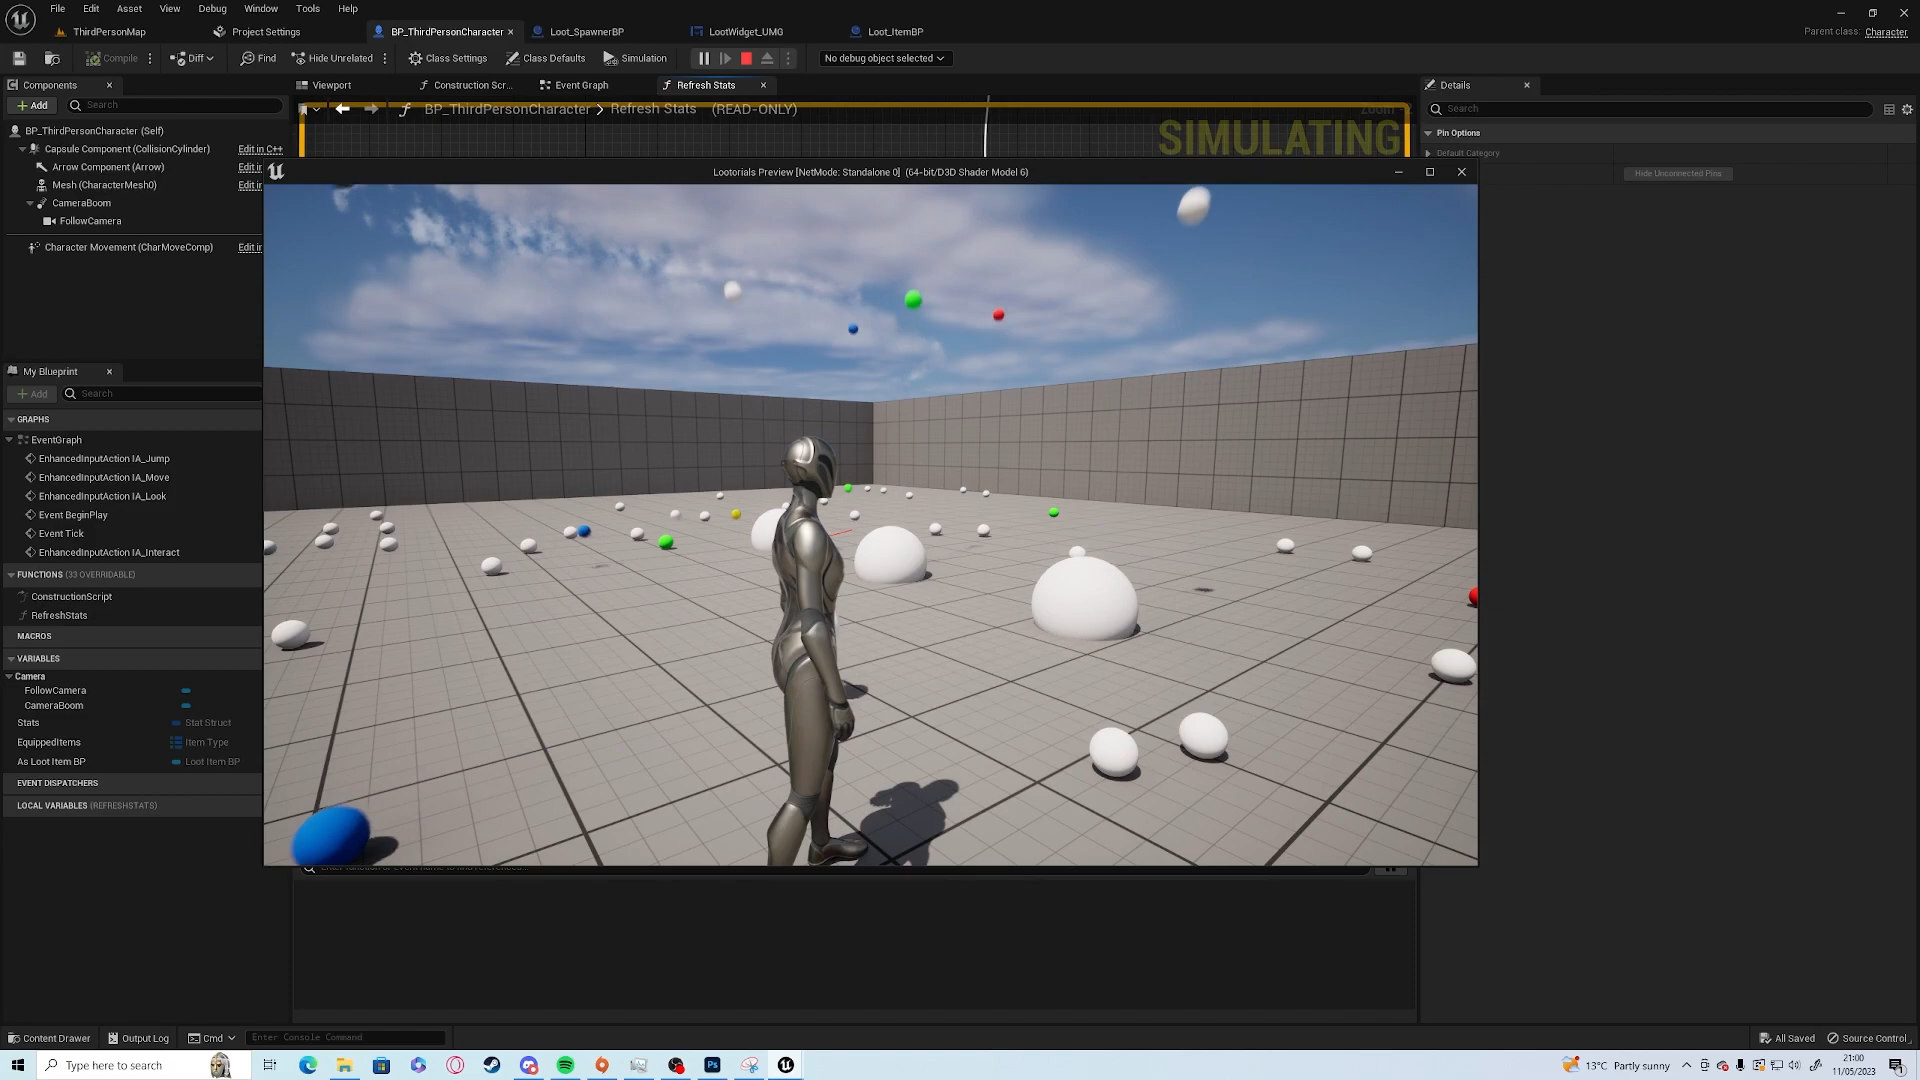 File Edit Asset View Debug Window Tools Help
ThirdPersonMap Project Settings BP_ThirdPersonCharacter Loot_SpawnerBP LootWidget_UMG Loot_ItemBP
Parent class: Character
Compile Diff Find Hide Unrelated Class Settings Class Defaults Simulation No debug object selected
Components Viewport Construction Scr... Event Graph Refresh Stats Details
Add Search BP_ThirdPersonCharacter Refresh Stats (READ-ONLY) Search
SIMULATING
BP_ThirdPersonCharacter (Self) Pin Options
Capsule Component (CollisionCylinder) Edit in C++
Default Category
Arrow Component (Arrow) Edit in
Lootorials Preview [NetMode: Standalone 0] (64-bit/D3D Shader Model 6)
Hide Unconnected Pins
Mesh (CharacterMesh0) Edit in
CameraBoom
FollowCamera
Character Movement (CharMoveComp) Edit in
My Blueprint
Add Search
GRAPHS
EventGraph
EnhancedInputAction IA_Jump
EnhancedInputAction IA_Move
EnhancedInputAction IA_Look
Event BeginPlay
Event Tick
EnhancedInputAction IA_Interact
FUNCTIONS (33 OVERRIDABLE)
ConstructionScript
RefreshStats
MACROS
VARIABLES
Camera
FollowCamera
CameraBoom
Stats Stat Struct
EquippedItems Item Type
As Loot Item BP Loot Item BP
EVENT DISPATCHERS
LOCAL VARIABLES (REFRESHSTATS)
Content Drawer Output Log Cmd Enter Console Command All Saved Source Control
Type here to search Ps 13°C Partly sunny 21:00
11/05/2023